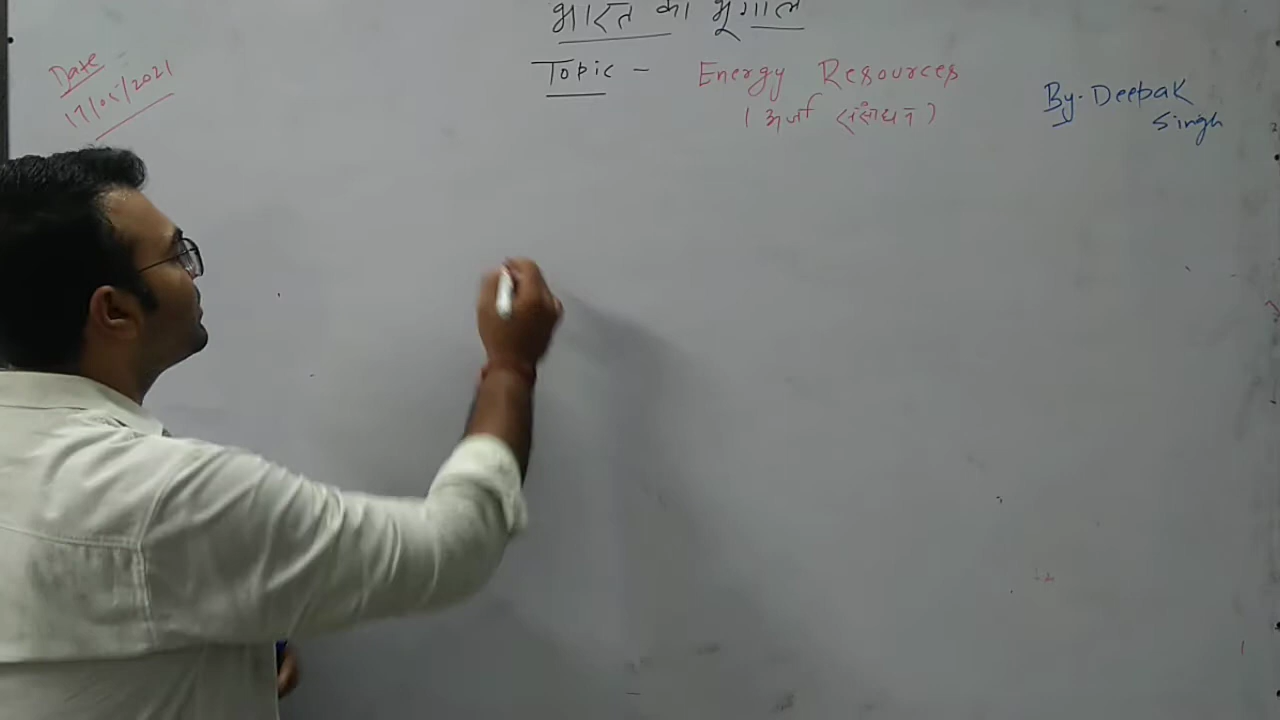 भारत का भूगोल
Topic - Energy Resources
(ऊर्जा संसाधन)
Date
17/05/2021
By. Deepak
Singh